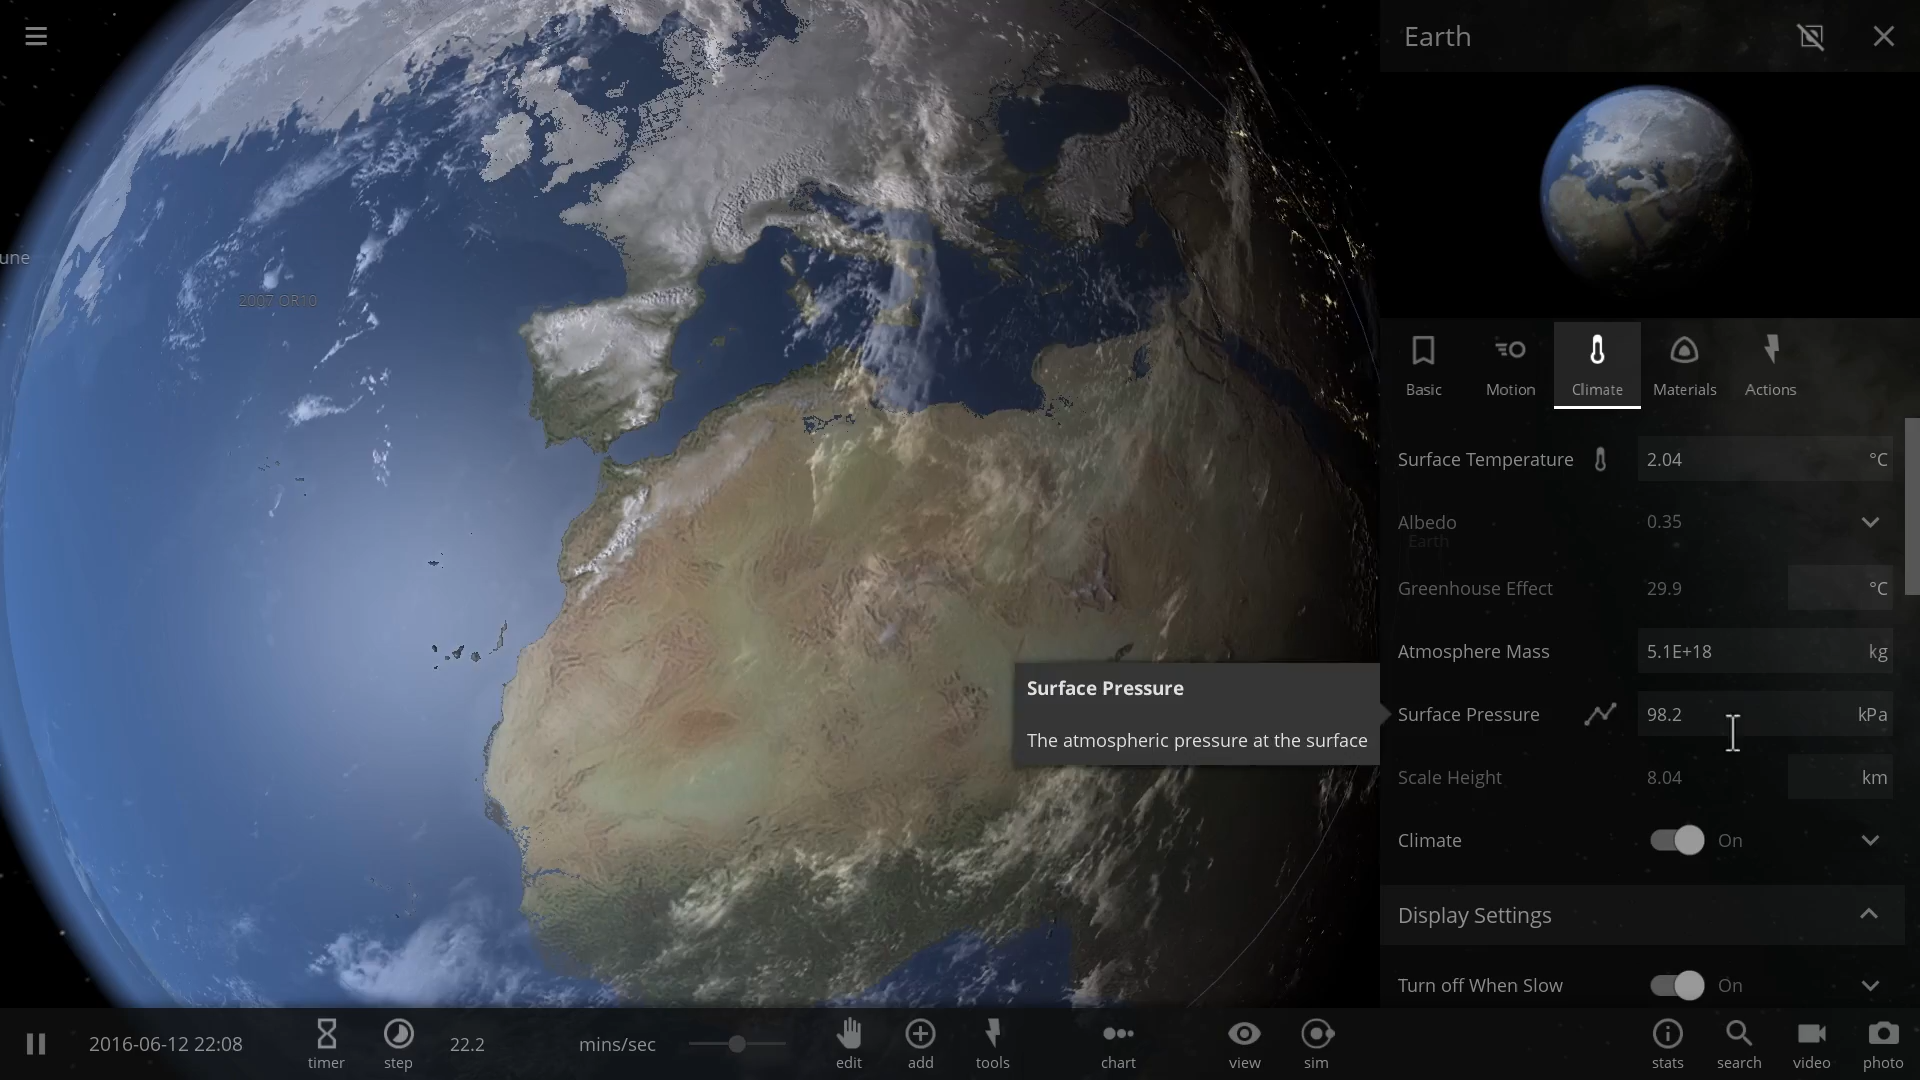 Earth
une
2007 OR10
Basic
Motion
Climate
Materials
Actions
Surface Temperature 2.04 °C
Albedo 0.35
Earth
Greenhouse Effect 29.9 °C
Atmosphere Mass 5.1E+18 kg
Surface Pressure
The atmospheric pressure at the surface
Surface Pressure 98.2 kPa
Scale Height 8.04 km
Climate On
Display Settings
Turn off When Slow On
2016-06-12 22:08
timer
step
22.2 mins/sec
edit
add
tools
chart
view
sim
stats
search
video
photo